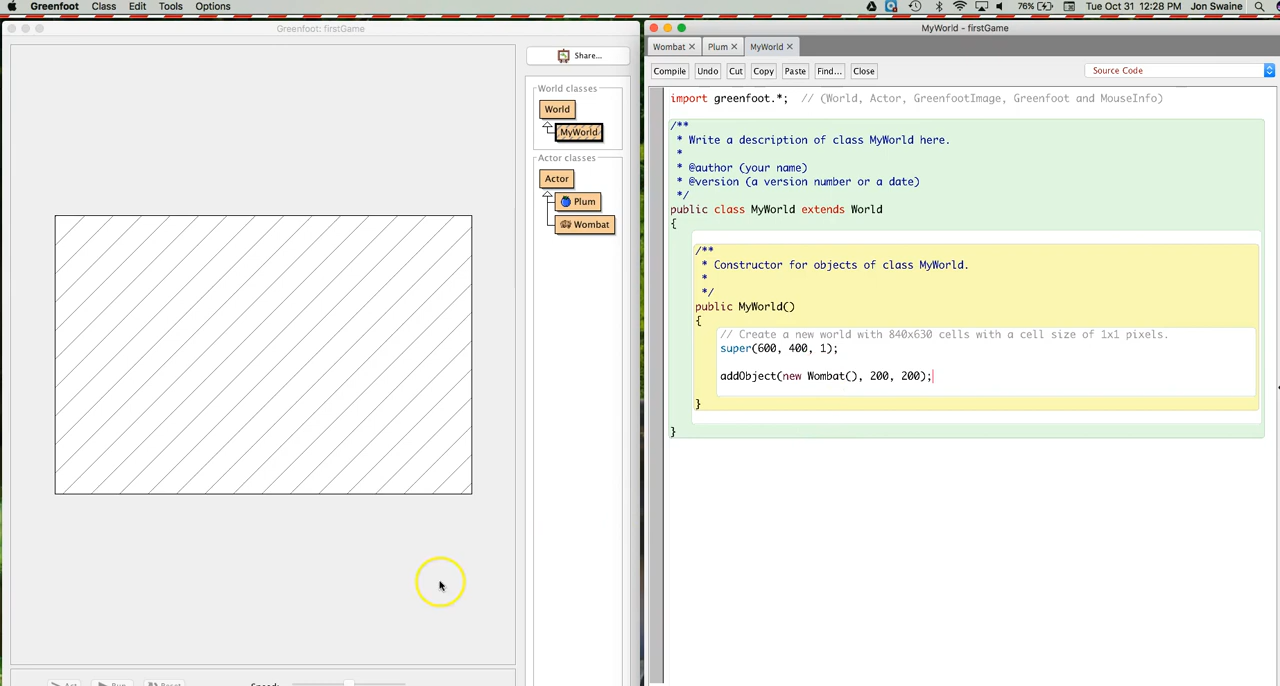 Greenfoot Class Edit Tools Options 76% Tue Oct 31 12:28 PM Jon Swaine
Greenfoot: firstGame
MyWorld - firstGame
Share...
World classes
World
MyWorld
Actor classes
Actor
Plum
Wombat
Wombat Plum MyWorld
Compile Undo Cut Copy Paste Find... Close Source Code
import greenfoot.*; // (World, Actor, GreenfootImage, Greenfoot and MouseInfo)
/**
* Write a description of class MyWorld here.
*
* @author (your name)
* @version (a version number or a date)
*/
public class MyWorld extends World
{
/**
* Constructor for objects of class MyWorld.
*
*/
public MyWorld()
{
// Create a new world with 840x630 cells with a cell size of 1x1 pixels.
super(600, 400, 1);
addObject(new Wombat(), 200, 200);
}
}